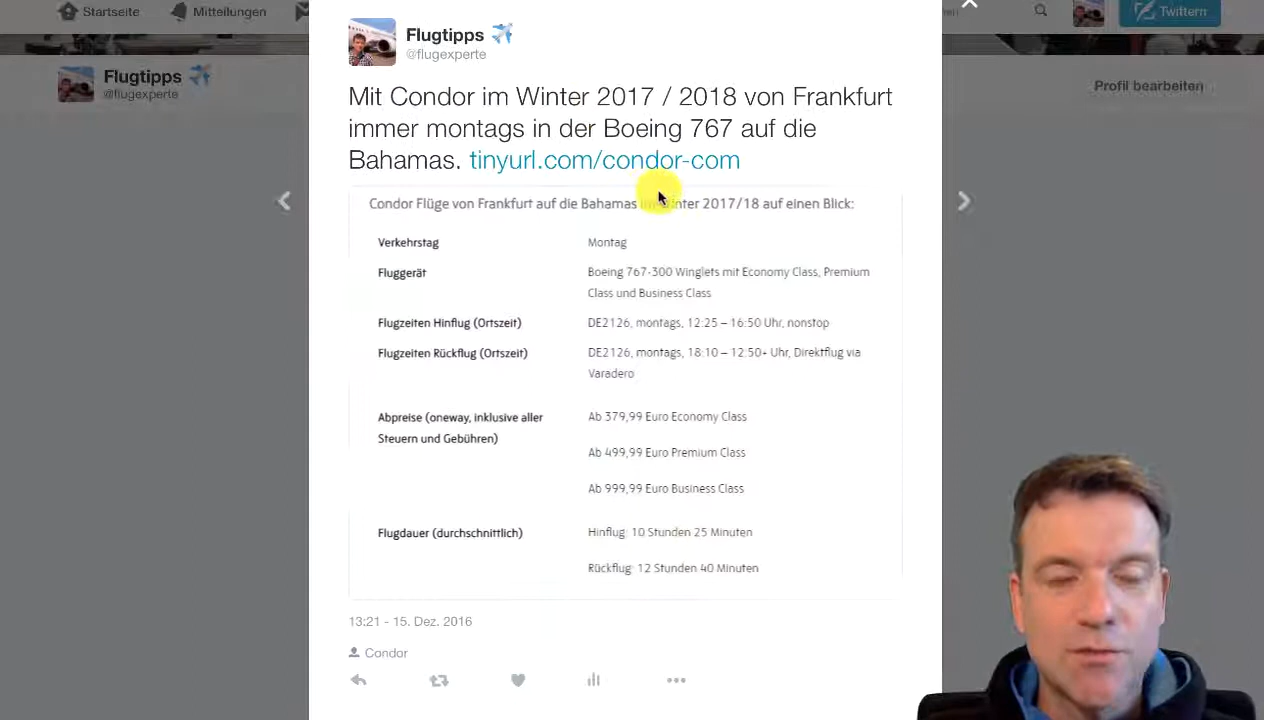 Startseite
Mitteilungen
Twittern
Flugtipps
@flugexperte
Flugtipps
@flugexperte
Profil bearbeiten
Mit Condor im Winter 2017 / 2018 von Frankfurt
immer montags in der Boeing 767 auf die
Bahamas. tinyurl.com/condor-com
Condor Flüge von Frankfurt auf die Bahamas im Winter 2017/18 auf einen Blick:
Verkehrstag
Montag
Fluggerät
Boeing 767-300 Winglets mit Economy Class, Premium
Class und Business Class
Flugzeiten Hinflug (Ortszeit)
DE2126, montags, 12:25 – 16:50 Uhr, nonstop
Flugzeiten Rückflug (Ortszeit)
DE2126, montags, 18:10 – 12:50+ Uhr, Direktflug via
Varadero
Abpreise (oneway, inklusive aller
Steuern und Gebühren)
Ab 379,99 Euro Economy Class
Ab 499,99 Euro Premium Class
Ab 999,99 Euro Business Class
Flugdauer (durchschnittlich)
Hinflug: 10 Stunden 25 Minuten
Rückflug: 12 Stunden 40 Minuten
13:21 - 15. Dez. 2016
Condor